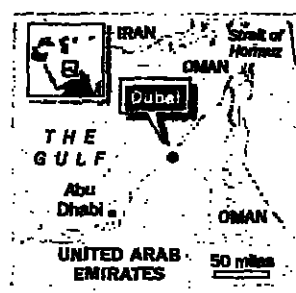 IRAN
Strait of
Hormuz
OMAN
Dubai
THE
GULF
Abu
Dhabi
OMAN
UNITED ARAB
EMIRATES
50 miles